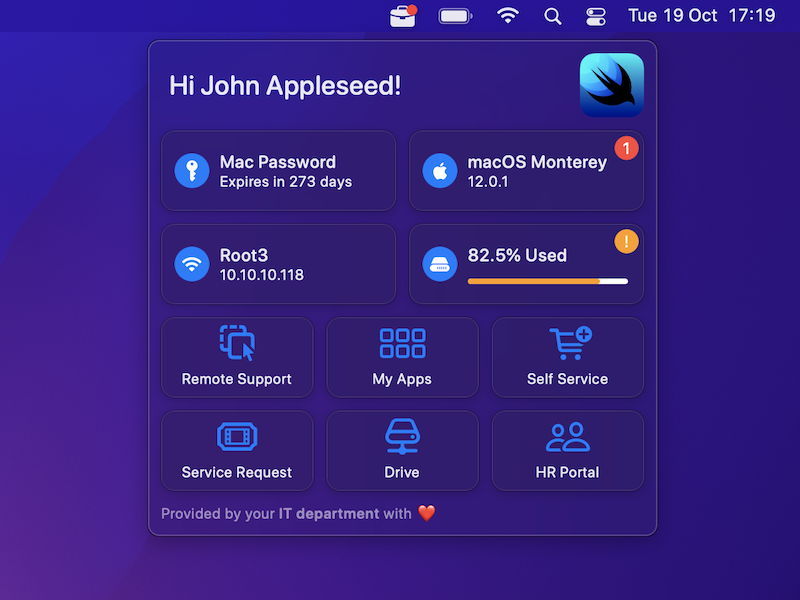 Tue 19 Oct 17:19
Hi John Appleseed!
Mac Password
Expires in 273 days
macOS Monterey
12.0.1
1
Root3
10.10.10.118
82.5% Used
!
Remote Support
My Apps
Self Service
Service Request
Drive
HR Portal
Provided by your IT department with ❤️